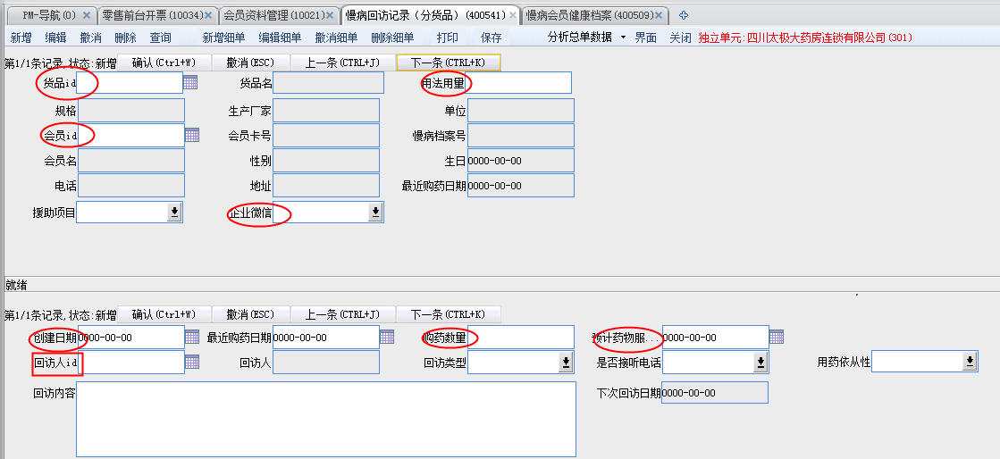 PM-导航(0) 零售前台开票(10034) 会员资料管理(10021) 慢病回访记录（分货品）(400541) 慢病会员健康档案(400509)
新增 编辑 撤消 删除 查询 新增细单 编辑细单 撤消细单 删除细单 打印 保存 分析总单数据 界面 关闭 独立单元:四川太极大药房连锁有限公司(301)
第1/1条记录,状态:新增 确认(Ctrl+W) 撤消(ESC) 上一条(CTRL+J) 下一条(CTRL+K)
货品id 货品名 用法用量
规格 生产厂家 单位
会员id 会员卡号 慢病档案号
会员名 性别 生日 0000-00-00
电话 地址 最近购药日期 0000-00-00
援助项目 企业微信
就绪
第1/1条记录,状态:新增 确认(Ctrl+W) 撤消(ESC) 上一条(CTRL+J) 下一条(CTRL+K)
创建日期 0000-00-00 最近购药日期 0000-00-00 购药数量 预计药物服... 0000-00-00
回访人id 回访人 回访类型 是否接听电话 用药依从性
回访内容 下次回访日期 0000-00-00